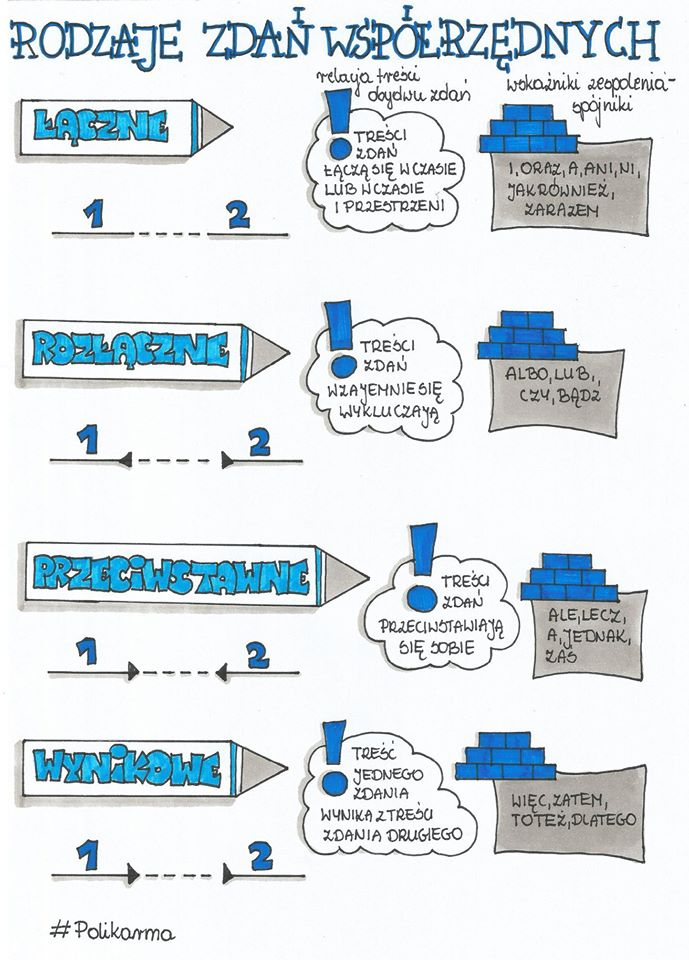 RODZAJE ZDAŃ WSPÓŁRZĘDNYCH
relacja treści
obydwu zdań
wskaźniki zespolenia-
spójniki
ŁĄCZNE
TREŚCI
ZDAŃ
ŁĄCZĄ SIĘ W CZASIE
LUB W CZASIE
I PRZESTRZENI
I, ORAZ, A, ANI, NI,
JAK RÓWNIEŻ,
ZARAZEM
1 2
ROZŁĄCZNE
TREŚCI
ZDAŃ
WZAJEMNIE SIĘ
WYKLUCZAJĄ
ALBO, LUB,
CZY, BĄDŹ
1 2
PRZECIWSTAWNE
TREŚCI
ZDAŃ
PRZECIWSTAWIAJĄ
SIĘ SOBIE
ALE, LECZ,
A, JEDNAK,
ZAŚ
1 2
WYNIKOWE
TREŚĆ
JEDNEGO
ZDANIA
WYNIKA Z TREŚCI
ZDANIA DRUGIEGO
WIĘC, ZATEM,
TOTEŻ, DLATEGO
1 2
#Polikarma